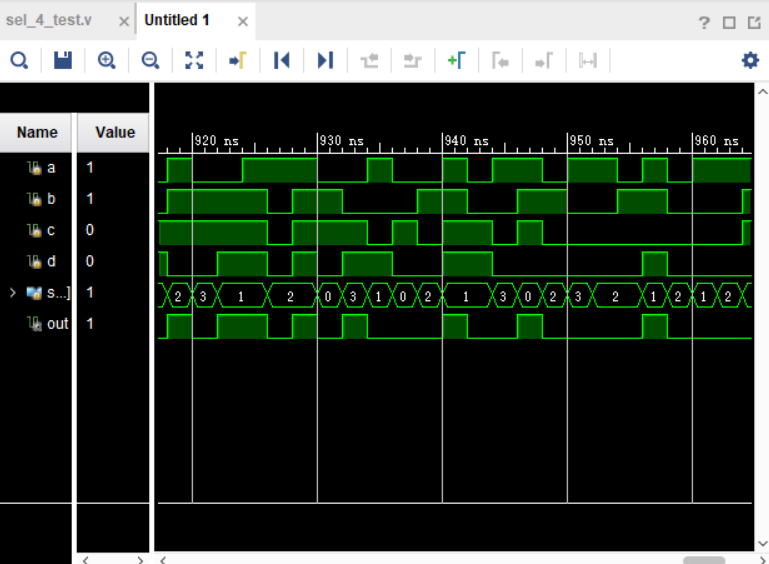 sel_4_test.v × Untitled 1 ×
?
Name Value
920 ns 930 ns 940 ns 950 ns 960 ns
a 1
b 1
c 0
d 0
> s...] 1 2 3 1 2 0 3 1 0 2 1 3 0 2 3 2 1 2 1 2
out 1